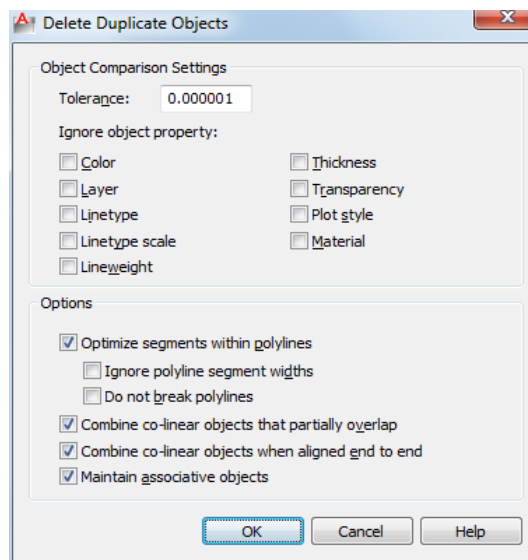 Delete Duplicate Objects
Object Comparison Settings
Tolerance: 0.000001
Ignore object property:
Color
Thickness
Layer
Transparency
Linetype
Plot style
Linetype scale
Material
Lineweight
Options
Optimize segments within polylines
Ignore polyline segment widths
Do not break polylines
Combine co-linear objects that partially overlap
Combine co-linear objects when aligned end to end
Maintain associative objects
OK Cancel Help